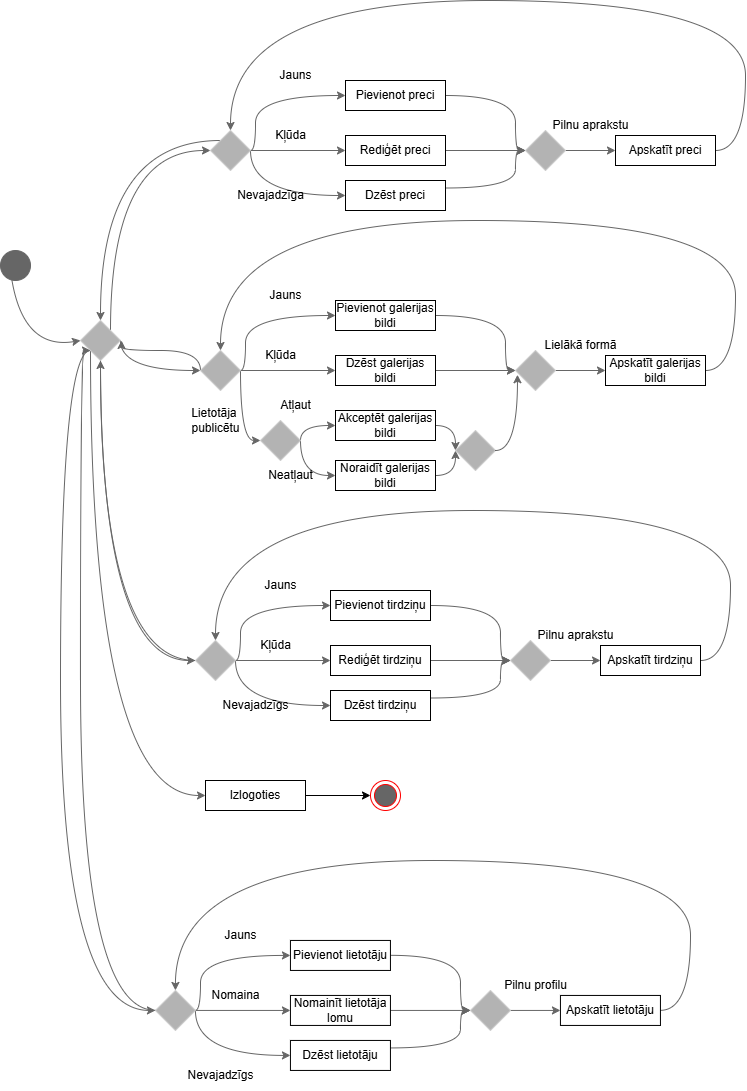 Jauns
Pievienot preci
Kļūda
Pilnu aprakstu
Rediģēt preci
Apskatīt preci
Nevajadzīga
Dzēst preci
Jauns
Pievienot galerijas
bildi
Kļūda
Lielākā formā
Dzēst galerijas
bildi
Apskatīt galerijas
bildi
Lietotāja
publicētu
Atļaut
Akceptēt galerijas
bildi
Neatļaut
Noraidīt galerijas
bildi
Jauns
Pievienot tirdziņu
Kļūda
Pilnu aprakstu
Rediģēt tirdziņu
Apskatīt tirdziņu
Nevajadzīgs
Dzēst tirdziņu
Izlogoties
Jauns
Pievienot lietotāju
Nomaina
Pilnu profilu
Nomainīt lietotāja
lomu
Apskatīt lietotāju
Dzēst lietotāju
Nevajadzīgs